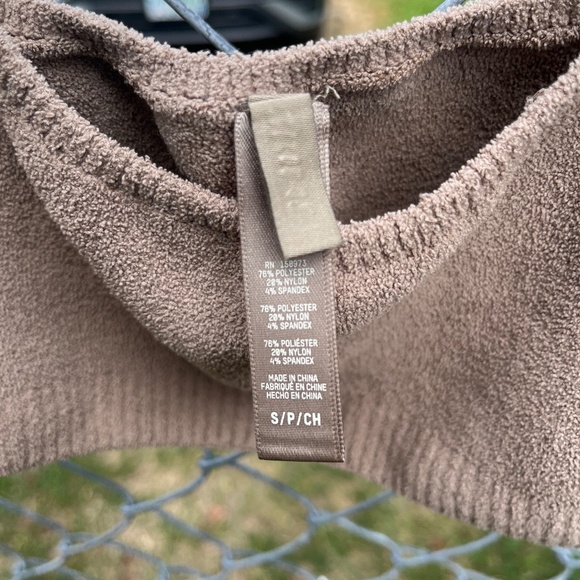 RN 158973
76% POLYESTER
20% NYLON
4% SPANDEX
76% POLYESTER
20% NYLON
4% SPANDEX
76% POLIÉSTER
20% NYLON
4% SPANDEX
MADE IN CHINA
FABRIQUÉ EN CHINE
HECHO EN CHINA
S/P/CH